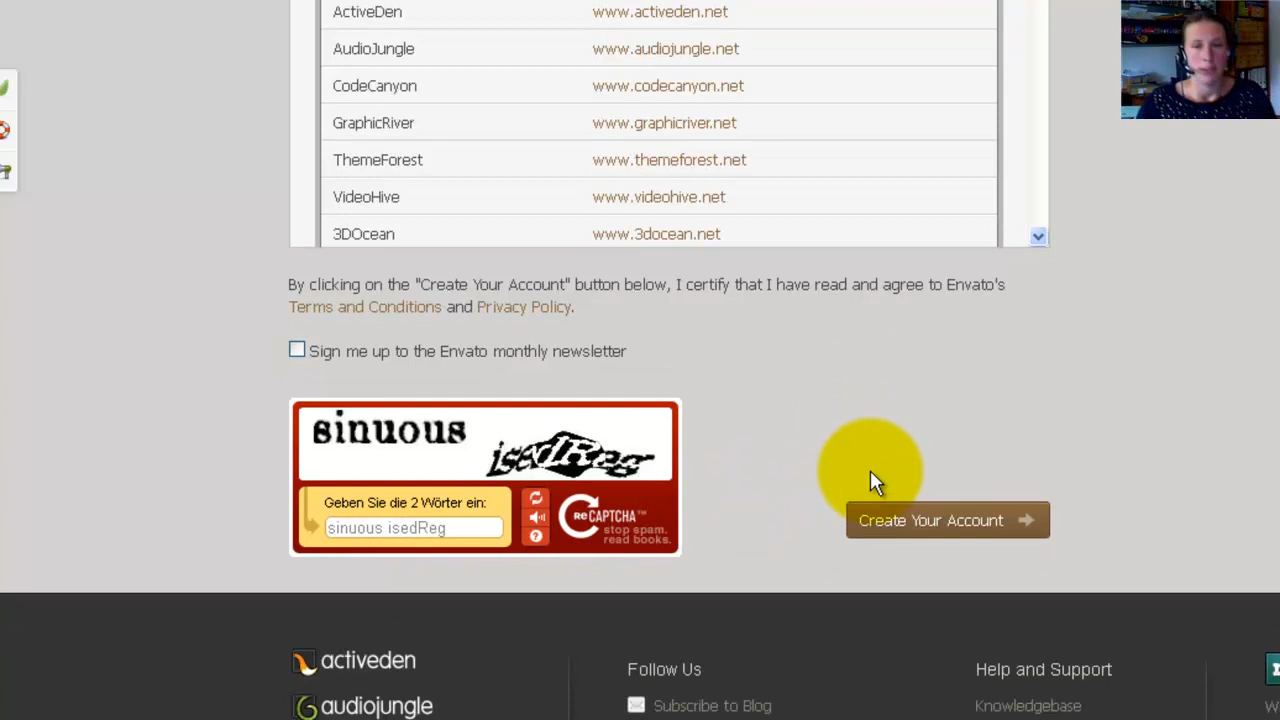 ActiveDen www.activeden.net
AudioJungle www.audiojungle.net
CodeCanyon www.codecanyon.net
GraphicRiver www.graphicriver.net
ThemeForest www.themeforest.net
VideoHive www.videohive.net
3DOcean www.3docean.net
By clicking on the "Create Your Account" button below, I certify that I have read and agree to Envato's
Terms and Conditions and Privacy Policy.
Sign me up to the Envato monthly newsletter
sinuous isedReg
Geben Sie die 2 Wörter ein:
sinuous isedReg
reCAPTCHA™
stop spam.
read books.
Create Your Account
activeden
audiojungle
Follow Us
Subscribe to Blog
Help and Support
Knowledgebase